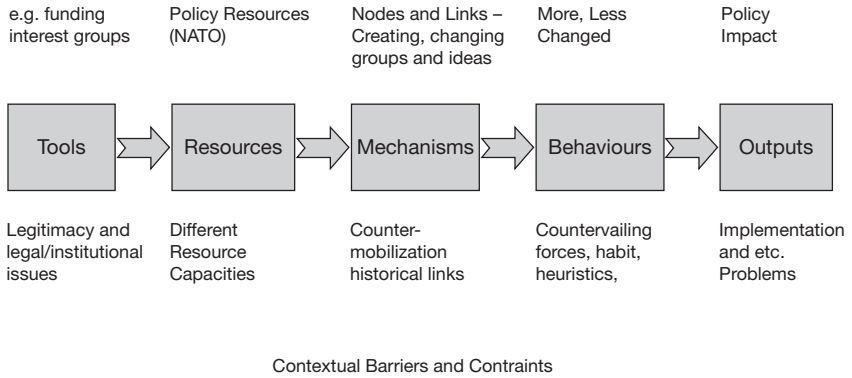 e.g. funding
interest groups
Policy Resources
(NATO)
Nodes and Links –
Creating, changing
groups and ideas
More, Less
Changed
Policy
Impact
Tools
Resources
Mechanisms
Behaviours
Outputs
Legitimacy and
legal/institutional
issues
Different
Resource
Capacities
Counter-
mobilization
historical links
Countervailing
forces, habit,
heuristics,
Implementation
and etc.
Problems
Contextual Barriers and Contraints